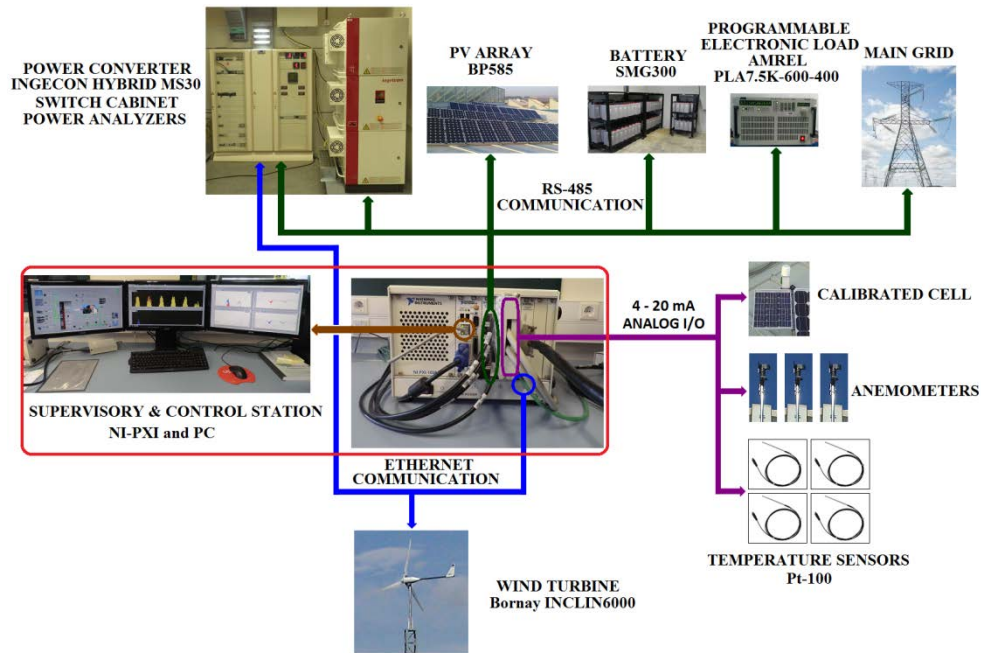 POWER CONVERTER
INGECON HYBRID MS30
SWITCH CABINET
POWER ANALYZERS
PV ARRAY
BP585
BATTERY
SMG300
PROGRAMMABLE
ELECTRONIC LOAD
AMREL
PLA7.5K-600-400
MAIN GRID
RS-485
COMMUNICATION
4 - 20 mA
ANALOG I/O
CALIBRATED CELL
ANEMOMETERS
SUPERVISORY & CONTROL STATION
NI-PXI and PC
NATIONAL
INSTRUMENTS
ETHERNET
COMMUNICATION
TEMPERATURE SENSORS
Pt-100
WIND TURBINE
Bornay INCLIN6000